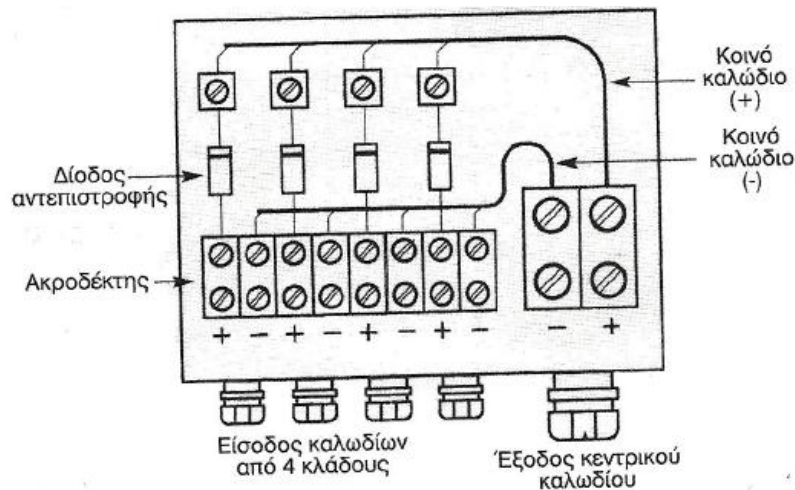 Κοινό
καλώδιο
(+)
Κοινό
καλώδιο
(-)
Δίοδος
αντεπιστροφής
Ακροδέκτης
+ − + − + − + −
− +
Είσοδος καλωδίων
από 4 κλάδους
Έξοδος κεντρικού
καλωδίου